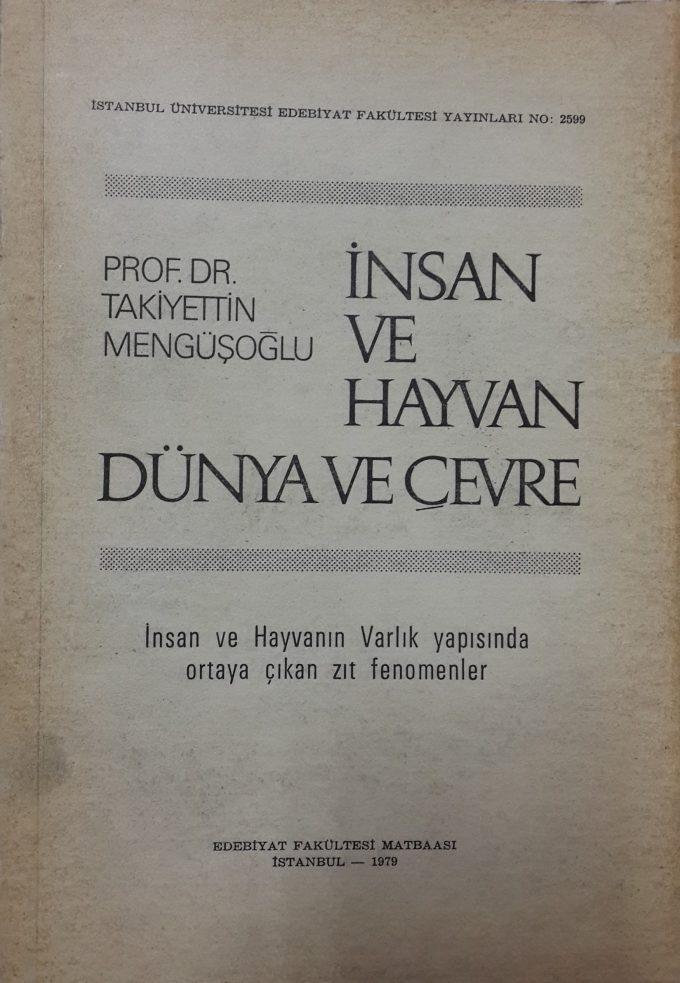 İSTANBUL ÜNİVERSİTESİ EDEBİYAT FAKÜLTESİ YAYINLARI NO: 2599
PROF. DR.
TAKİYETTİN
MENGÜŞOĞLU
İNSAN
VE
HAYVAN
DÜNYA VE ÇEVRE
İnsan ve Hayvanın Varlık yapısında
ortaya çıkan zıt fenomenler
EDEBİYAT FAKÜLTESİ MATBAASI
İSTANBUL — 1979